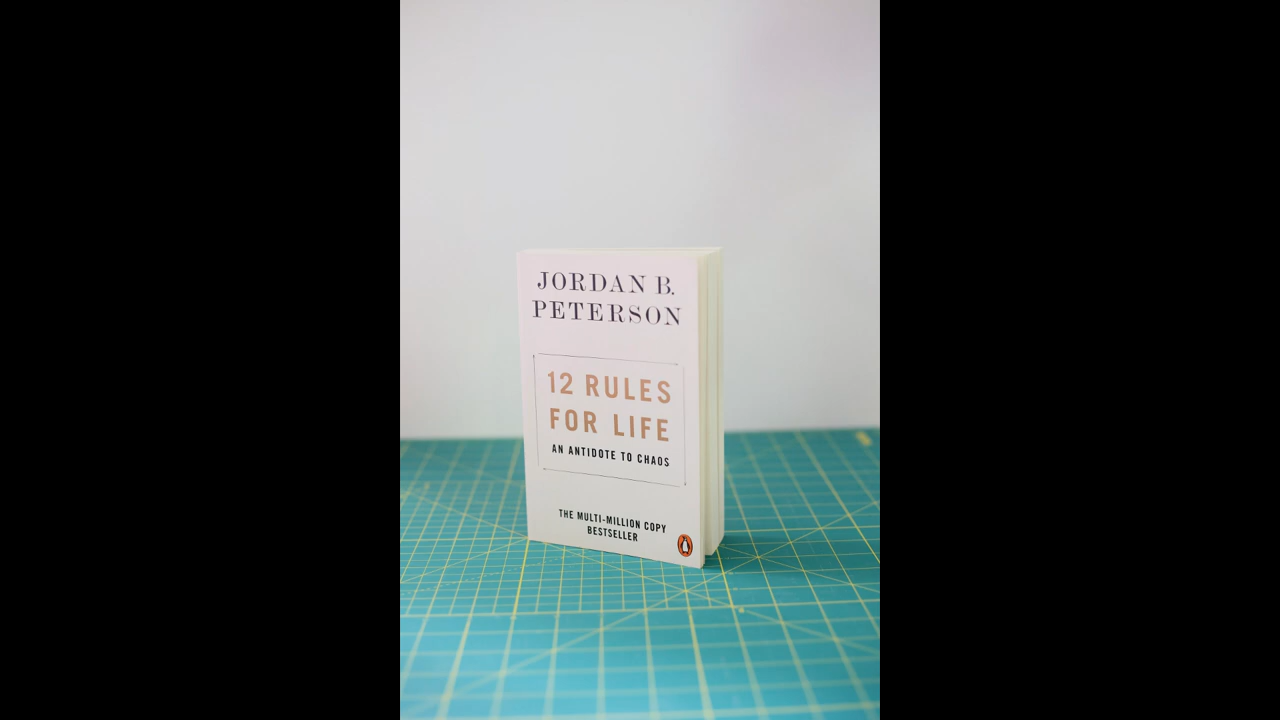 JORDAN B.
PETERSON
12 RULES
FOR LIFE
AN ANTIDOTE TO CHAOS
THE MULTI-MILLION COPY
BESTSELLER